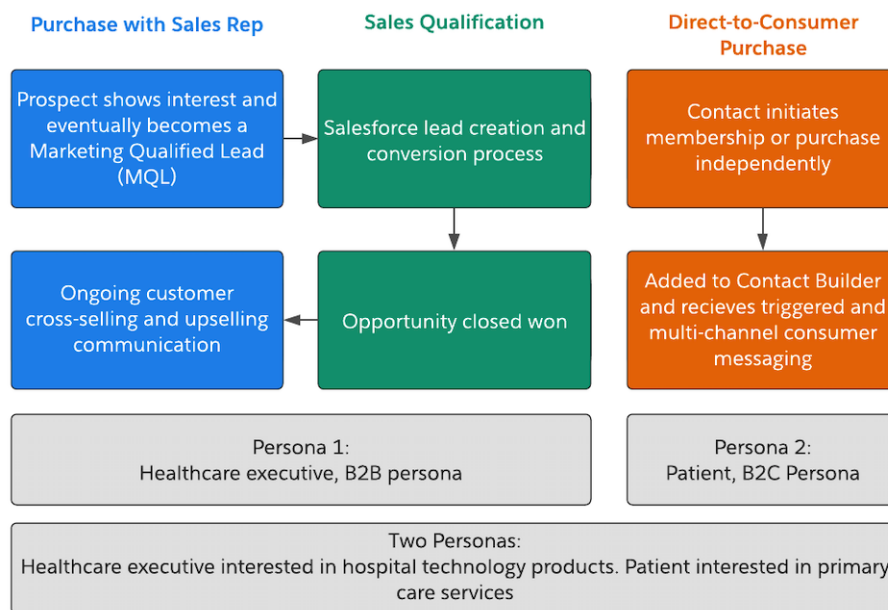 Purchase with Sales Rep
Sales Qualification
Direct-to-Consumer
Purchase
Prospect shows interest and
eventually becomes a
Marketing Qualified Lead
(MQL)
Salesforce lead creation and
conversion process
Contact initiates
membership or purchase
independently
Ongoing customer
cross-selling and upselling
communication
Opportunity closed won
Added to Contact Builder
and recieves triggered and
multi-channel consumer
messaging
Persona 1:
Healthcare executive, B2B persona
Persona 2:
Patient, B2C Persona
Two Personas:
Healthcare executive interested in hospital technology products. Patient interested in primary
care services